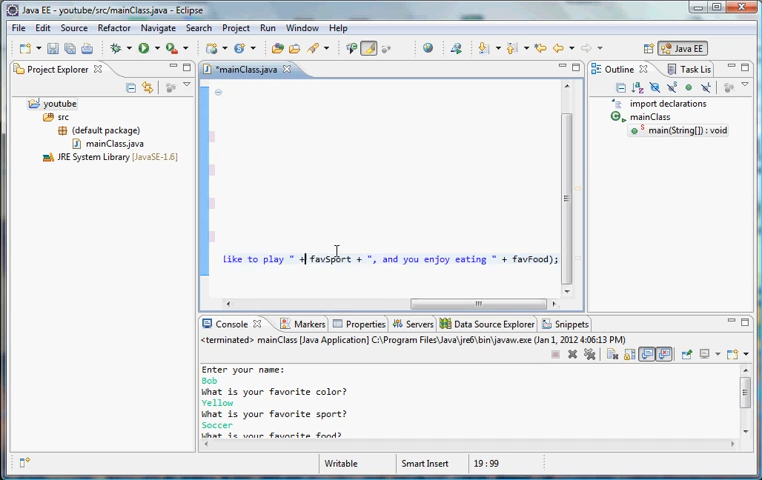 Java EE - youtube/src/mainClass.java - Eclipse
File Edit Source Refactor Navigate Search Project Run Window Help
Java EE
Project Explorer
*mainClass.java
Outline
Task Lis
youtube
src
(default package)
mainClass.java
JRE System Library [JavaSE-1.6]
import declarations
mainClass
main(String[]) : void
like to play " + favSport + ", and you enjoy eating " + favFood);
Console
Markers
Properties
Servers
Data Source Explorer
Snippets
<terminated> mainClass [Java Application] C:\Program Files\Java\jre6\bin\javaw.exe (Jan 1, 2012 4:06:13 PM)
Enter your name:
Bob
What is your favorite color?
Yellow
What is your favorite sport?
Soccer
What is your favorite food?
Writable
Smart Insert
19 : 99